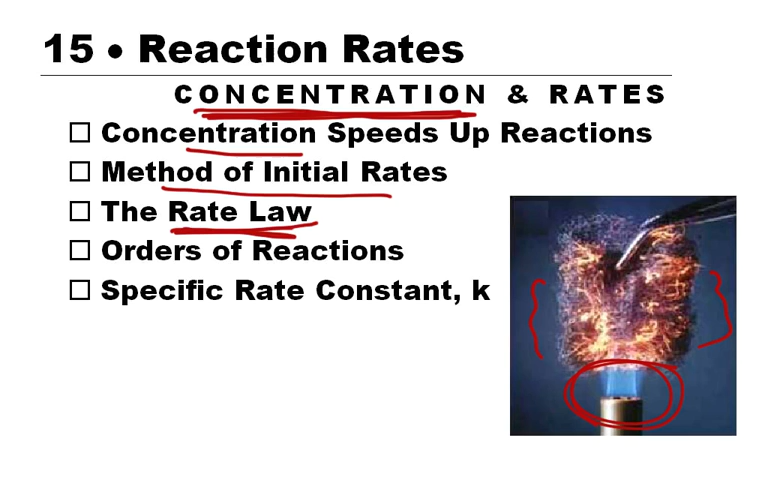 15 • Reaction Rates
CONCENTRATION & RATES
☐ Concentration Speeds Up Reactions
☐ Method of Initial Rates
☐ The Rate Law
☐ Orders of Reactions
☐ Specific Rate Constant, k